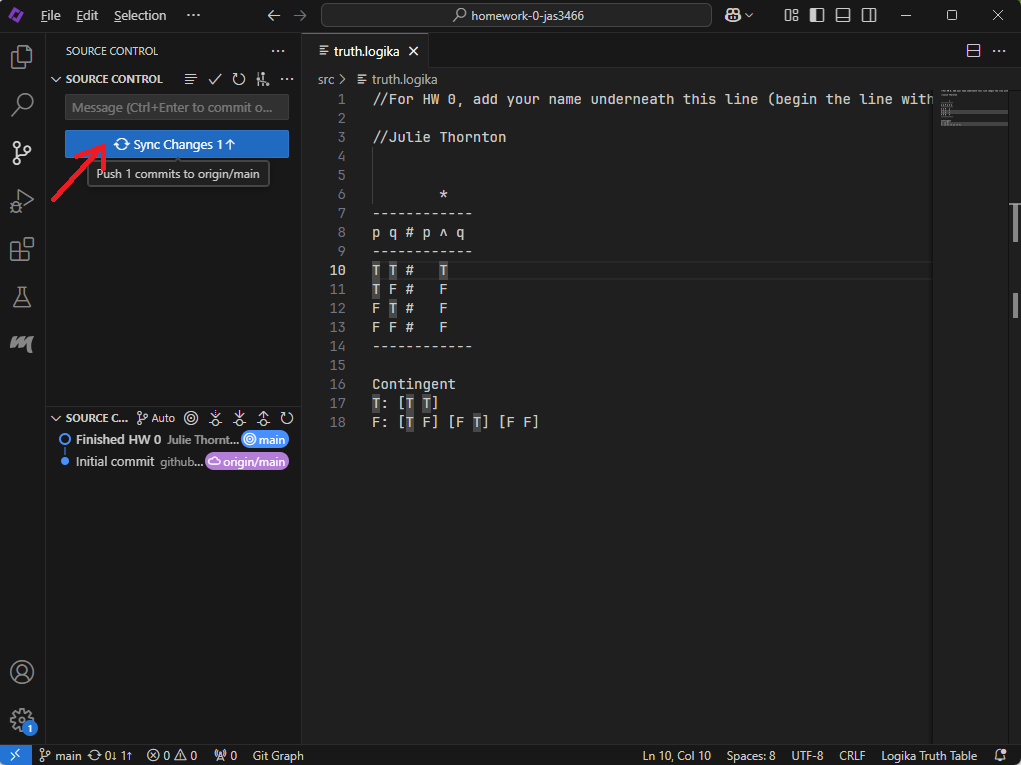 File Edit Selection ··· homework-0-jas3466
SOURCE CONTROL ···
SOURCE CONTROL ···
Message (Ctrl+Enter to commit o...
Sync Changes 1↑
Push 1 commits to origin/main
SOURCE C... Auto
Finished HW 0 Julie Thornt... main
Initial commit github... origin/main
truth.logika
src > truth.logika
1 //For HW 0, add your name underneath this line (begin the line with
2
3 //Julie Thornton
4
5
6 *
7 ------------
8 p q # p ∧ q
9 ------------
10 T T # T
11 T F # F
12 F T # F
13 F F # F
14 ------------
15
16 Contingent
17 T: [T T]
18 F: [T F] [F T] [F F]
1
main 0↓ 1↑ 0 0 0 Git Graph Ln 10, Col 10 Spaces: 8 UTF-8 CRLF Logika Truth Table